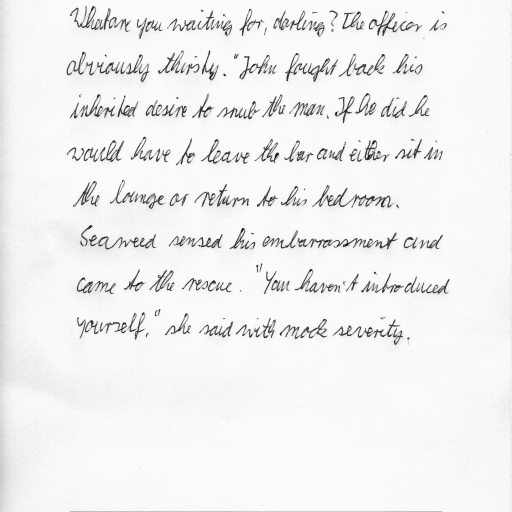 What are you waiting for, darling? The officer is
obviously thirsty." John fought back his
inherited desire to snub the man. If he did he
would have to leave the bar and either sit in
the lounge or return to his bedroom.
Seaweed sensed his embarrassment and
came to the rescue. "You haven't introduced
yourself," she said with mock severity.